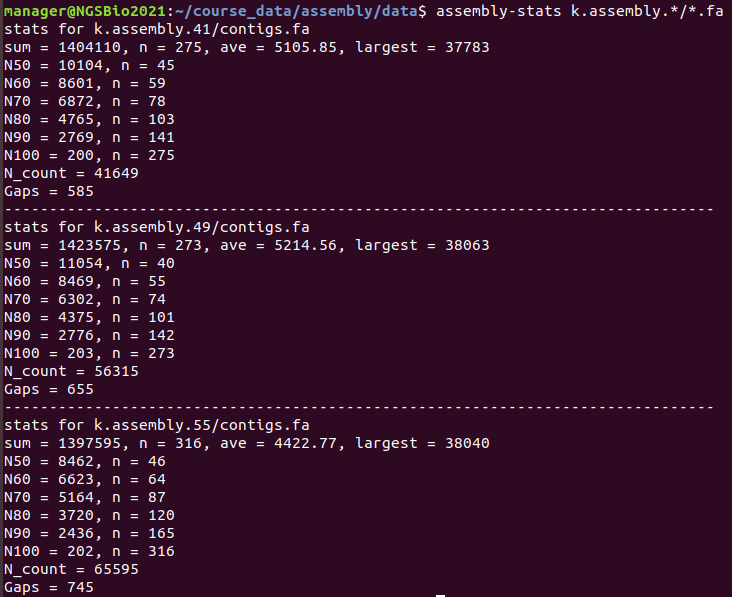 manager@NGSBio2021:~/course_data/assembly/data$ assembly-stats k.assembly.*/*.fa
stats for k.assembly.41/contigs.fa
sum = 1404110, n = 275, ave = 5105.85, largest = 37783
N50 = 10104, n = 45
N60 = 8601, n = 59
N70 = 6872, n = 78
N80 = 4765, n = 103
N90 = 2769, n = 141
N100 = 200, n = 275
N_count = 41649
Gaps = 585
-------------------------------------------------------------------------------
stats for k.assembly.49/contigs.fa
sum = 1423575, n = 273, ave = 5214.56, largest = 38063
N50 = 11054, n = 40
N60 = 8469, n = 55
N70 = 6302, n = 74
N80 = 4375, n = 101
N90 = 2776, n = 142
N100 = 203, n = 273
N_count = 56315
Gaps = 655
-------------------------------------------------------------------------------
stats for k.assembly.55/contigs.fa
sum = 1397595, n = 316, ave = 4422.77, largest = 38040
N50 = 8462, n = 46
N60 = 6623, n = 64
N70 = 5164, n = 87
N80 = 3720, n = 120
N90 = 2436, n = 165
N100 = 202, n = 316
N_count = 65595
Gaps = 745